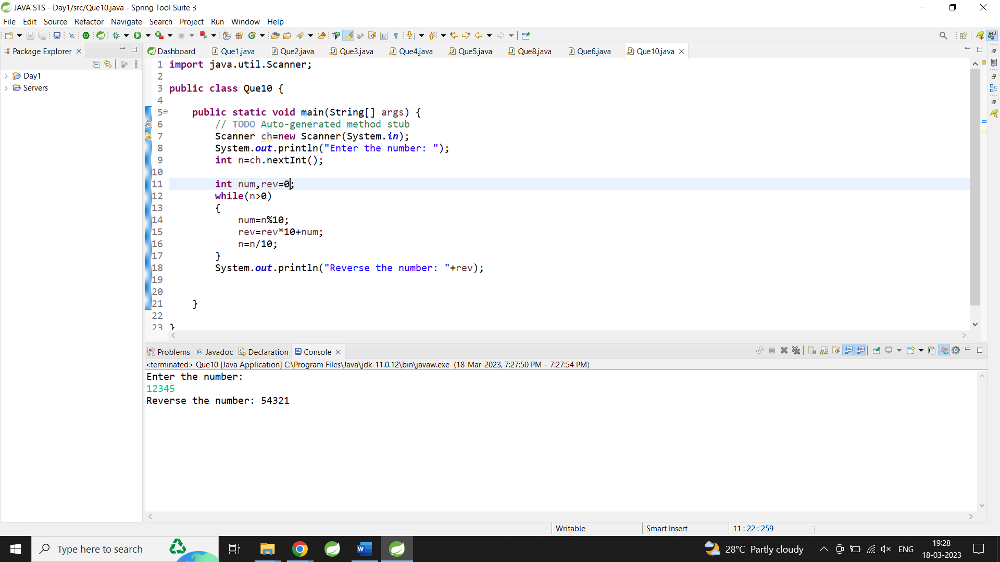 JAVA STS - Day1/src/Que10.java - Spring Tool Suite 3
File Edit Source Refactor Navigate Search Project Run Window Help
Package Explorer
Dashboard Que1.java Que2.java Que3.java Que4.java Que5.java Que8.java Que6.java Que10.java
Day1
Servers
1 import java.util.Scanner;
2
3 public class Que10 {
4
5 public static void main(String[] args) {
6 // TODO Auto-generated method stub
7 Scanner ch=new Scanner(System.in);
8 System.out.println("Enter the number: ");
9 int n=ch.nextInt();
10
11 int num,rev=0;
12 while(n>0)
13 {
14 num=n%10;
15 rev=rev*10+num;
16 n=n/10;
17 }
18 System.out.println("Reverse the number: "+rev);
19
20
21 }
22
23 }
Problems @ Javadoc Declaration Console
<terminated> Que10 [Java Application] C:\Program Files\Java\jdk-11.0.12\bin\javaw.exe (18-Mar-2023, 7:27:50 PM – 7:27:54 PM)
Enter the number:
12345
Reverse the number: 54321
Writable Smart Insert 11 : 22 : 259
Type here to search
28°C Partly cloudy
ENG
19:28
18-03-2023